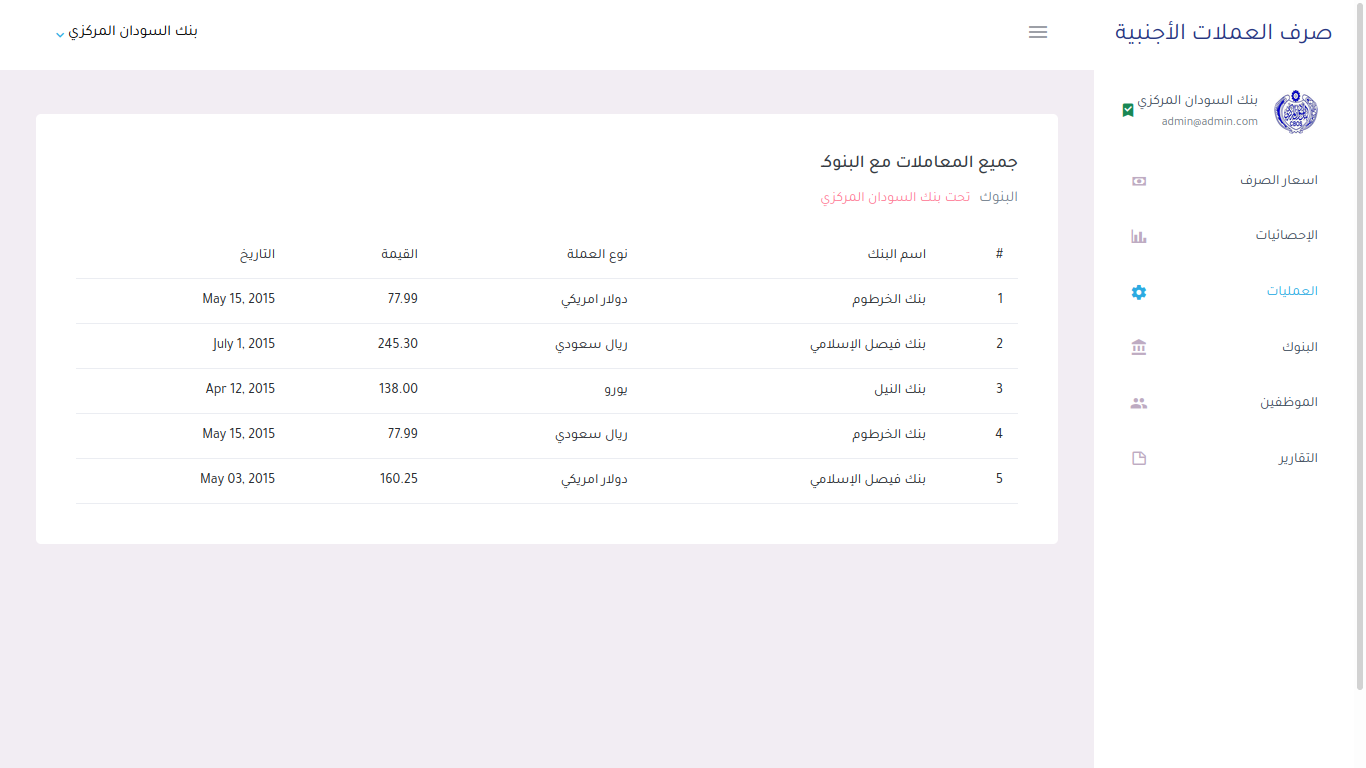 صرف العملات الأجنبية
بنك السودان المركزي
بنك السودان المركزي
admin@admin.com
CBOS
اسعار الصرف
الإحصائيات
العمليات
البنوك
الموظفين
التقارير
جميع المعاملات مع البنوكـ
البنوك تحت بنك السودان المركزي
# اسم البنك نوع العملة القيمة التاريخ
1 بنك الخرطوم دولار امريكي 77.99 May 15, 2015
2 بنك فيصل الإسلامي ريال سعودي 245.30 July 1, 2015
3 بنك النيل يورو 138.00 Apr 12, 2015
4 بنك الخرطوم ريال سعودي 77.99 May 15, 2015
5 بنك فيصل الإسلامي دولار امريكي 160.25 May 03, 2015